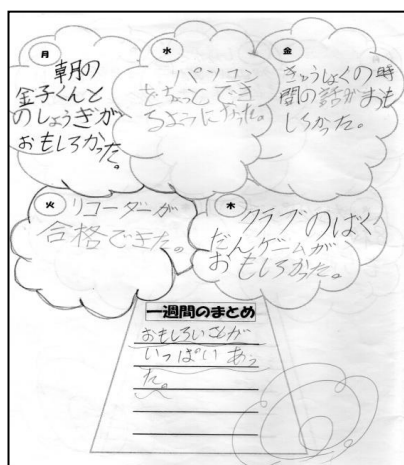 月
朝の
金子くんと
のしょうぎが
おもしろかった。
火
リコーダーが
合格できた。
水
パソコン
をちょっとでき
るようになった。
木
クラブのばく
だんゲームが
おもしろかった。
金
きゅうしょくの時
間の話がおも
しろかった。
一週間のまとめ
おもしろいことが
いっぱいあっ
た。